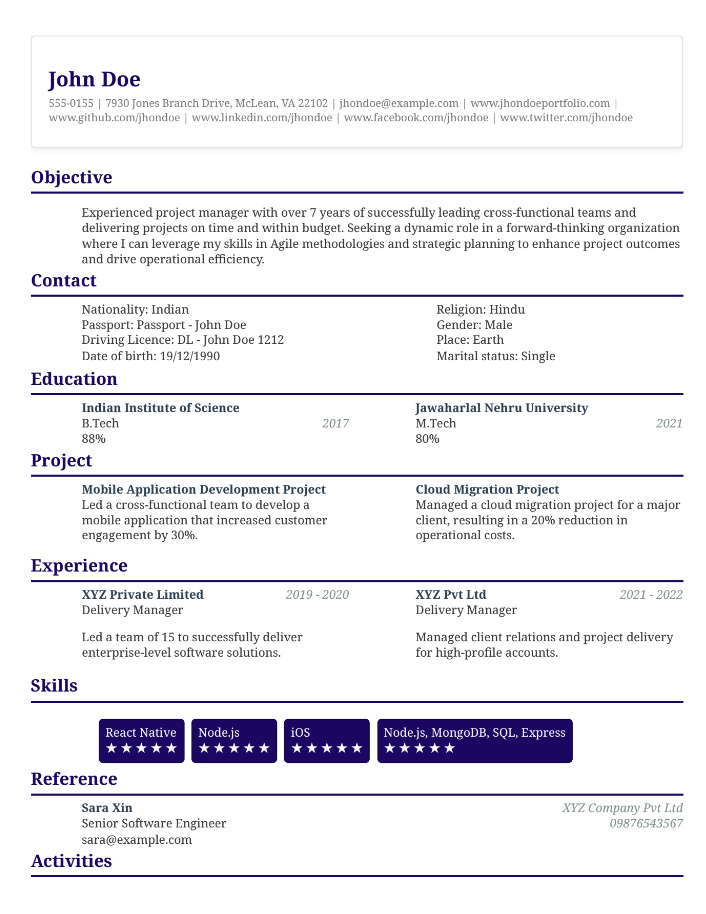 John Doe
555-0155 | 7930 Jones Branch Drive, McLean, VA 22102 | jhondoe@example.com | www.jhondoeportfolio.com |
www.github.com/jhondoe | www.linkedin.com/jhondoe | www.facebook.com/jhondoe | www.twitter.com/jhondoe
Objective
Experienced project manager with over 7 years of successfully leading cross-functional teams and
delivering projects on time and within budget. Seeking a dynamic role in a forward-thinking organization
where I can leverage my skills in Agile methodologies and strategic planning to enhance project outcomes
and drive operational efficiency.
Contact
Nationality: Indian
Passport: Passport - John Doe
Driving Licence: DL - John Doe 1212
Date of birth: 19/12/1990
Religion: Hindu
Gender: Male
Place: Earth
Marital status: Single
Education
Indian Institute of Science
B.Tech 2017
88%
Jawaharlal Nehru University
M.Tech 2021
80%
Project
Mobile Application Development Project
Led a cross-functional team to develop a
mobile application that increased customer
engagement by 30%.
Cloud Migration Project
Managed a cloud migration project for a major
client, resulting in a 20% reduction in
operational costs.
Experience
XYZ Private Limited 2019 - 2020
Delivery Manager
Led a team of 15 to successfully deliver
enterprise-level software solutions.
XYZ Pvt Ltd 2021 - 2022
Delivery Manager
Managed client relations and project delivery
for high-profile accounts.
Skills
React Native
★★★★★
Node.js
★★★★★
iOS
★★★★★
Node.js, MongoDB, SQL, Express
★★★★★
Reference
Sara Xin XYZ Company Pvt Ltd
Senior Software Engineer 09876543567
sara@example.com
Activities